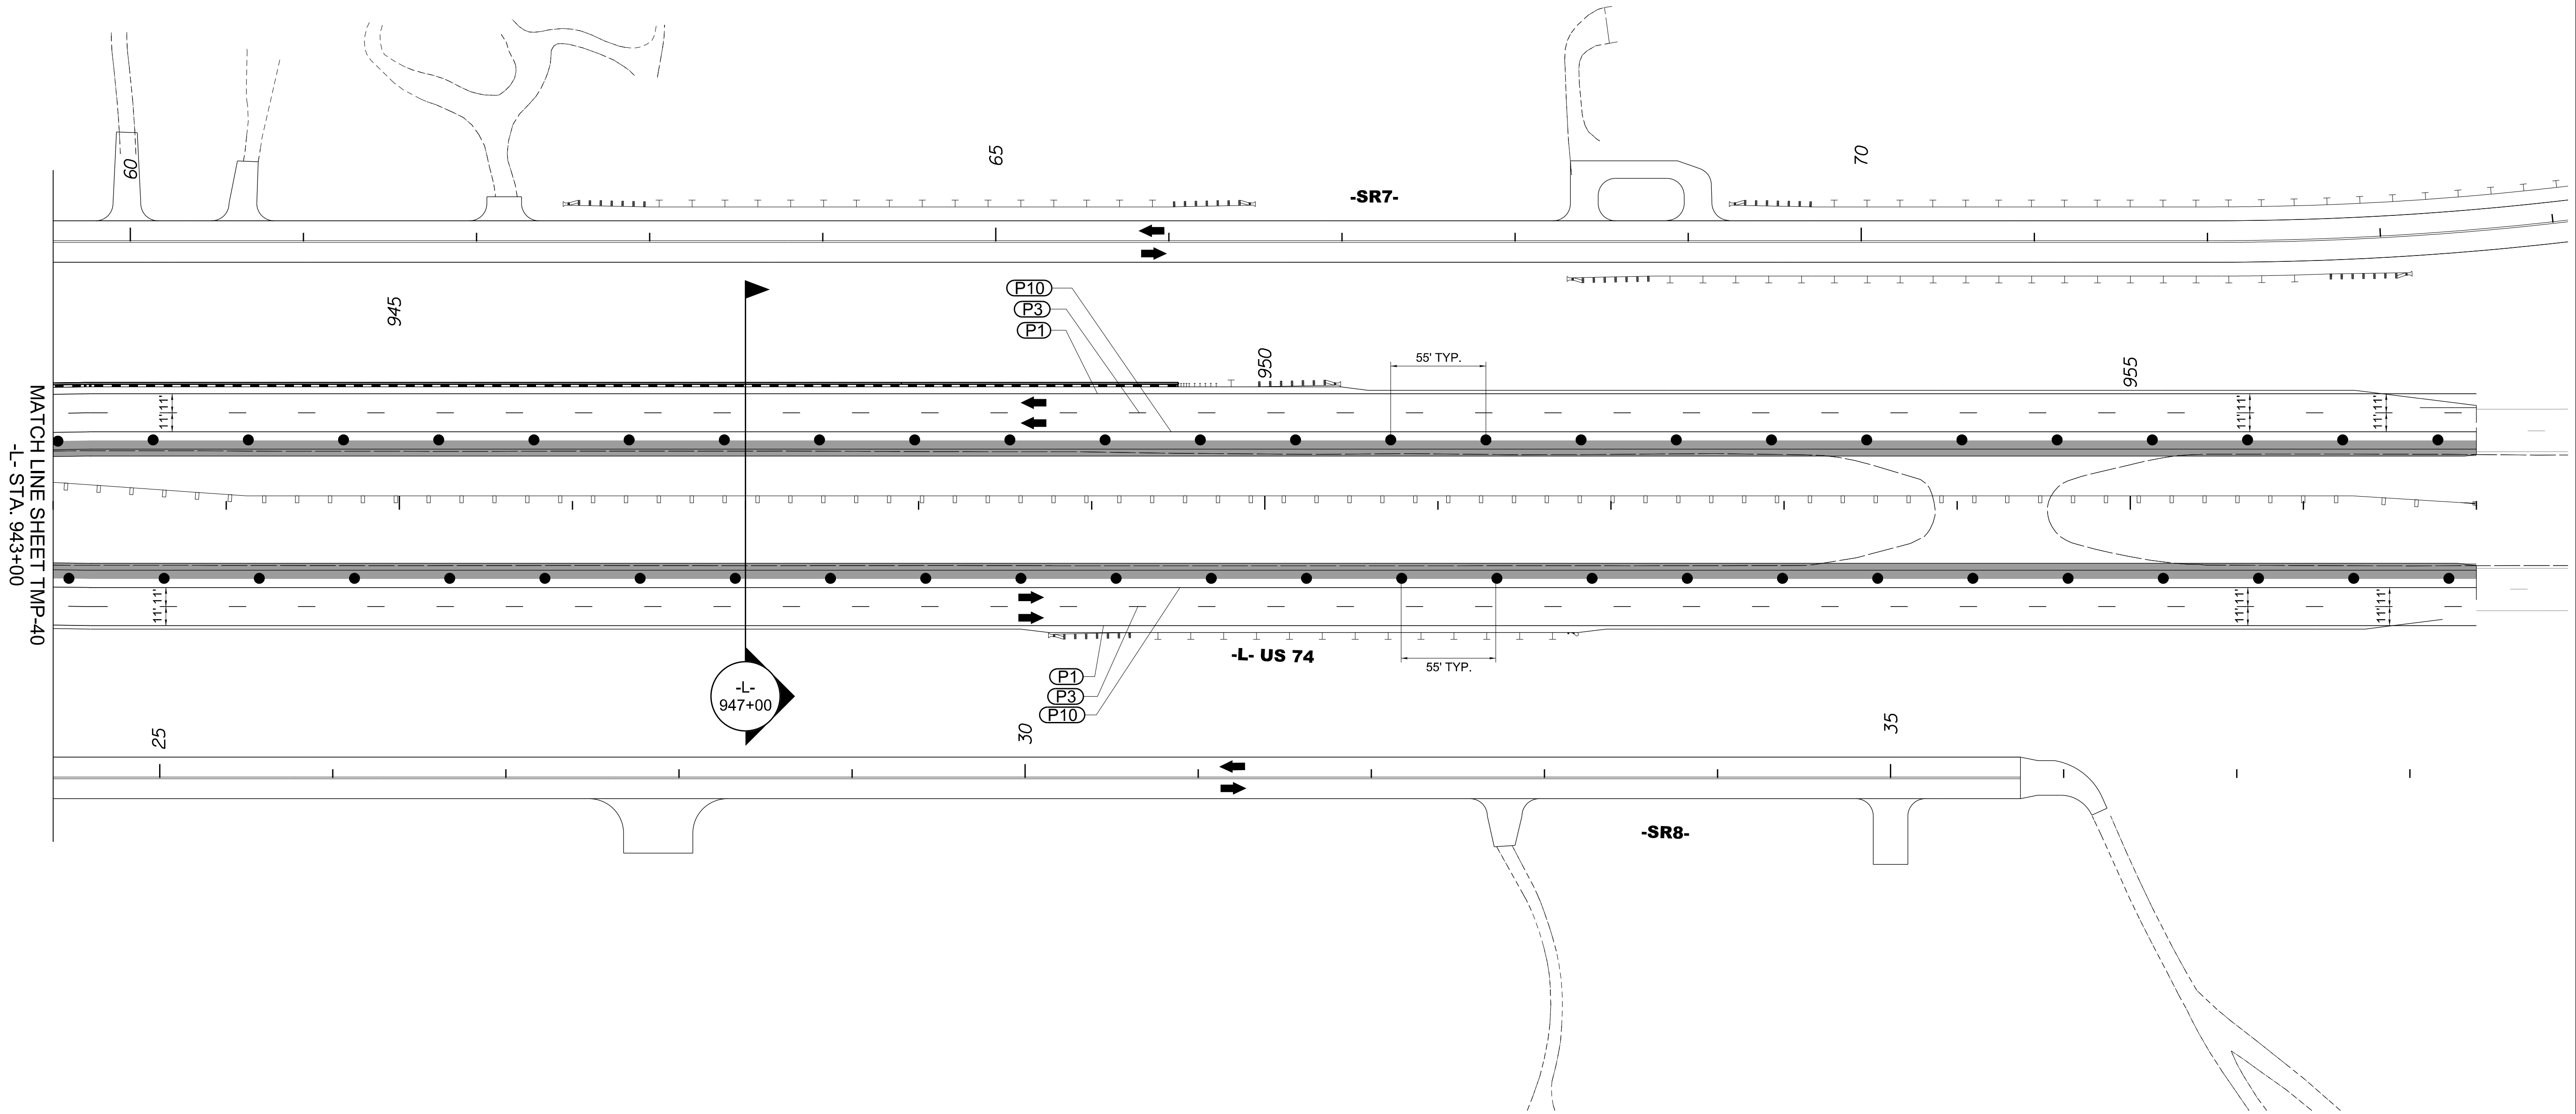 60
65
70
-SR7-
945
950
955
P10
P3
P1
55' TYP.
11'
11'
11'
11'
11'
11'
MATCH LINE SHEET TMP-40
-L- STA. 943+00
11'
11'
11'
11'
11'
11'
-L- US 74
55' TYP.
P1
P3
P10
-L-
947+00
25
30
35
-SR8-